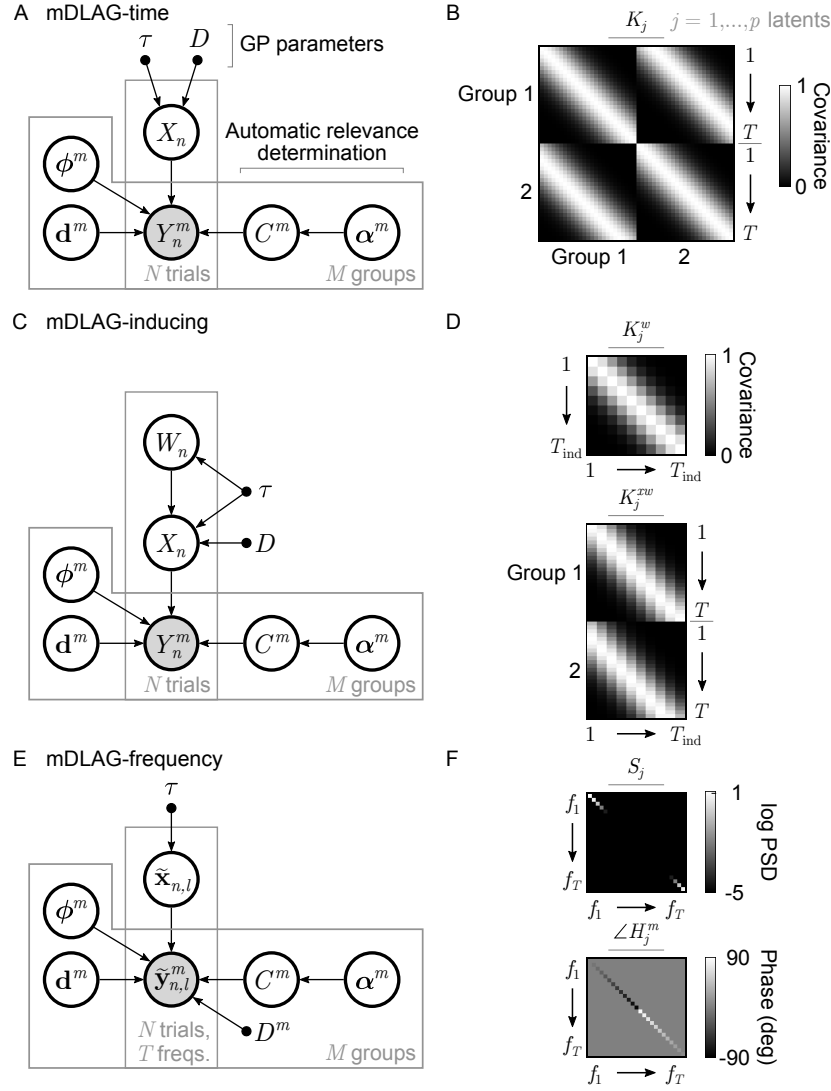 A mDLAG-time
τ D
GP parameters
X_n
Automatic relevance
determination
ϕ^m
d^m
Y_n^m
C^m
α^m
N trials
M groups
B
K_j j = 1,...,p latents
Group 1
2
Group 1 2
1
T
1
T
1
0
Covariance
C mDLAG-inducing
W_n
τ
X_n
D
ϕ^m
d^m
Y_n^m
C^m
α^m
N trials
M groups
D
K_j^w
1
T_ind
1 T_ind
1
0
Covariance
K_j^{xw}
Group 1
2
1
T
1
T
1 T_ind
E mDLAG-frequency
τ
x̃_{n,l}
ϕ^m
d^m
ỹ_{n,l}^m
C^m
α^m
D^m
N trials,
T freqs.
M groups
F
S_j
f_1
f_T
f_1 f_T
1
-5
log PSD
∠H_j^m
f_1
f_T
f_1 f_T
90
-90
Phase (deg)